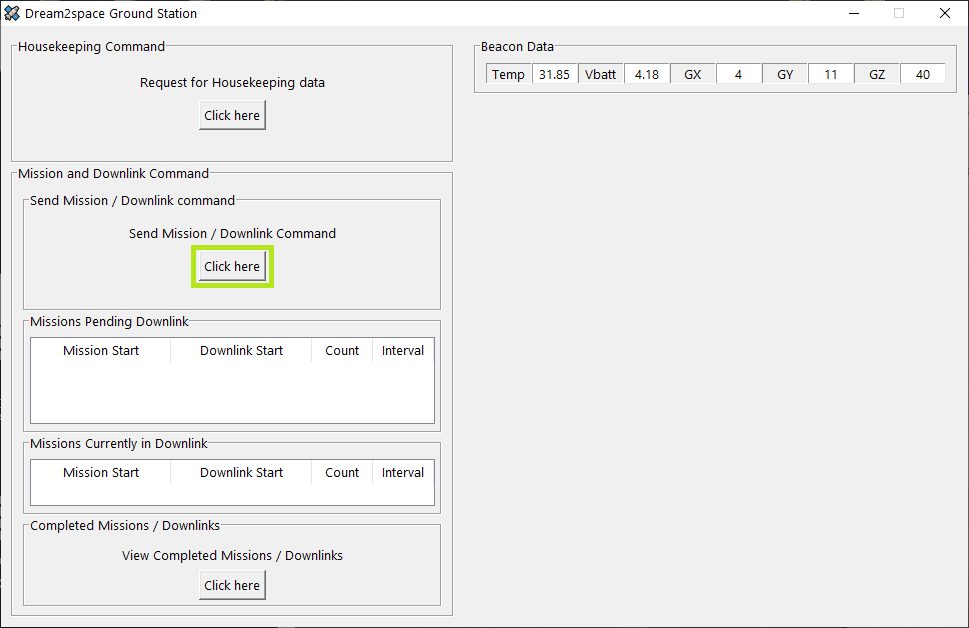 Dream2space Ground Station
Housekeeping Command
Request for Housekeeping data
Click here
Mission and Downlink Command
Send Mission / Downlink command
Send Mission / Downlink Command
Click here
Missions Pending Downlink
Mission Start Downlink Start Count Interval
Missions Currently in Downlink
Mission Start Downlink Start Count Interval
Completed Missions / Downlinks
View Completed Missions / Downlinks
Click here
Beacon Data
Temp 31.85 Vbatt 4.18 GX 4 GY 11 GZ 40